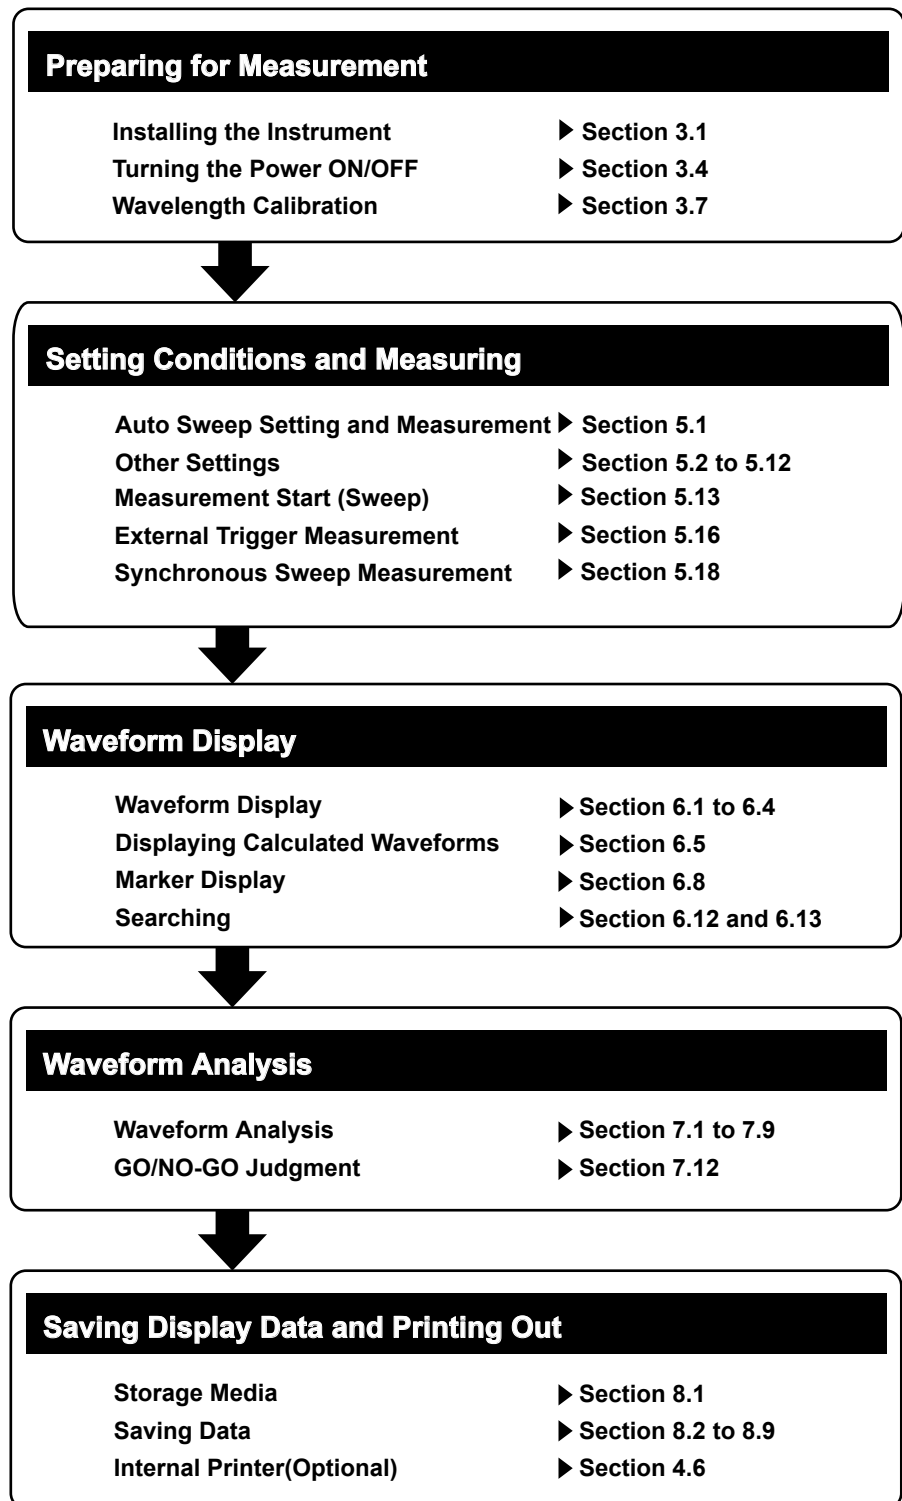 Preparing for Measurement
Installing the Instrument Section 3.1
Turning the Power ON/OFF Section 3.4
Wavelength Calibration Section 3.7
Setting Conditions and Measuring
Auto Sweep Setting and Measurement Section 5.1
Other Settings Section 5.2 to 5.12
Measurement Start (Sweep) Section 5.13
External Trigger Measurement Section 5.16
Synchronous Sweep Measurement Section 5.18
Waveform Display
Waveform Display Section 6.1 to 6.4
Displaying Calculated Waveforms Section 6.5
Marker Display Section 6.8
Searching Section 6.12 and 6.13
Waveform Analysis
Waveform Analysis Section 7.1 to 7.9
GO/NO-GO Judgment Section 7.12
Saving Display Data and Printing Out
Storage Media Section 8.1
Saving Data Section 8.2 to 8.9
Internal Printer(Optional) Section 4.6